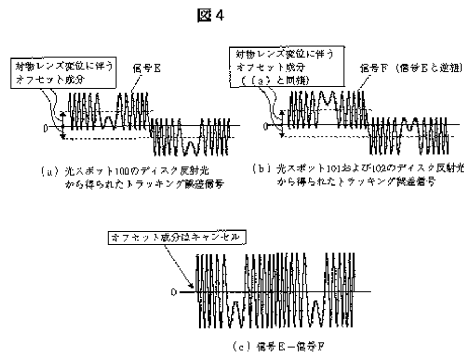 図4
対物レンズ変位に伴う
オフセット成分
信号E
0
(a) 光スポット100のディスク反射光
から得られたトラッキング誤差信号
対物レンズ変位に伴う
オフセット成分
((a)と同相)
信号F (信号Eと逆相)
0
(b) 光スポット101および102のディスク反射光
から得られたトラッキング誤差信号
オフセット成分はキャンセル
0
(c) 信号E-信号F